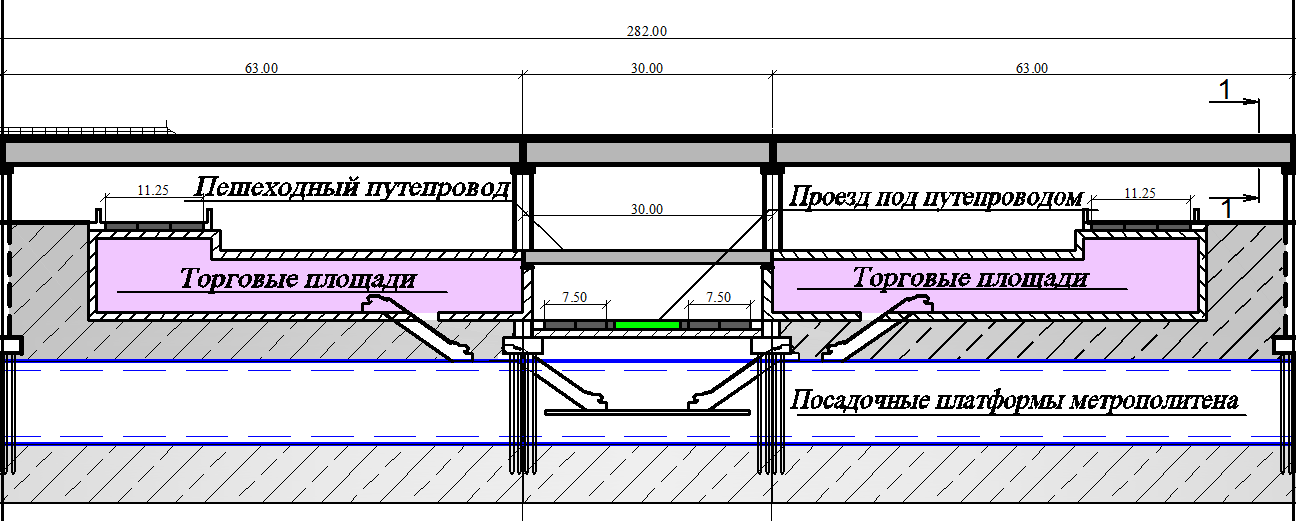 282.00
63.00 30.00 63.00
1
Пешеходный путепровод
11.25
Проезд под путепроводом
11.25
1
30.00
Торговые площади
Торговые площади
7.50 7.50
Посадочные платформы метрополитена